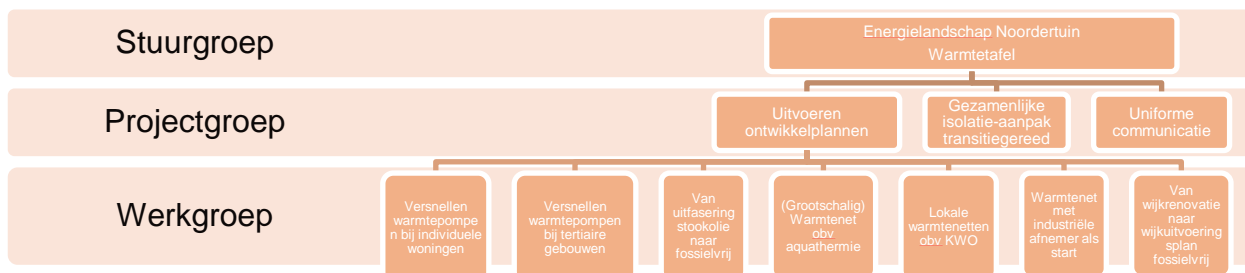 Stuurgroep
Energielandschap Noordertuin
Warmtetafel
Projectgroep
Uitvoeren
ontwikkelplannen
Gezamenlijke
isolatie-aanpak
transitiegereed
Uniforme
communicatie
Werkgroep
Versnellen
warmtepompe
n bij individuele
woningen
Versnellen
warmtepompen
bij tertiaire
gebouwen
Van
uitfasering
stookolie
naar
fossielvrij
(Grootschalig)
Warmtenet
obv
aquathermie
Lokale
warmtenetten
obv KWO
Warmtenet
met
industriële
afnemer als
start
Van
wijkrenovatie
naar
wijkuitvoering
splan
fossielvrij